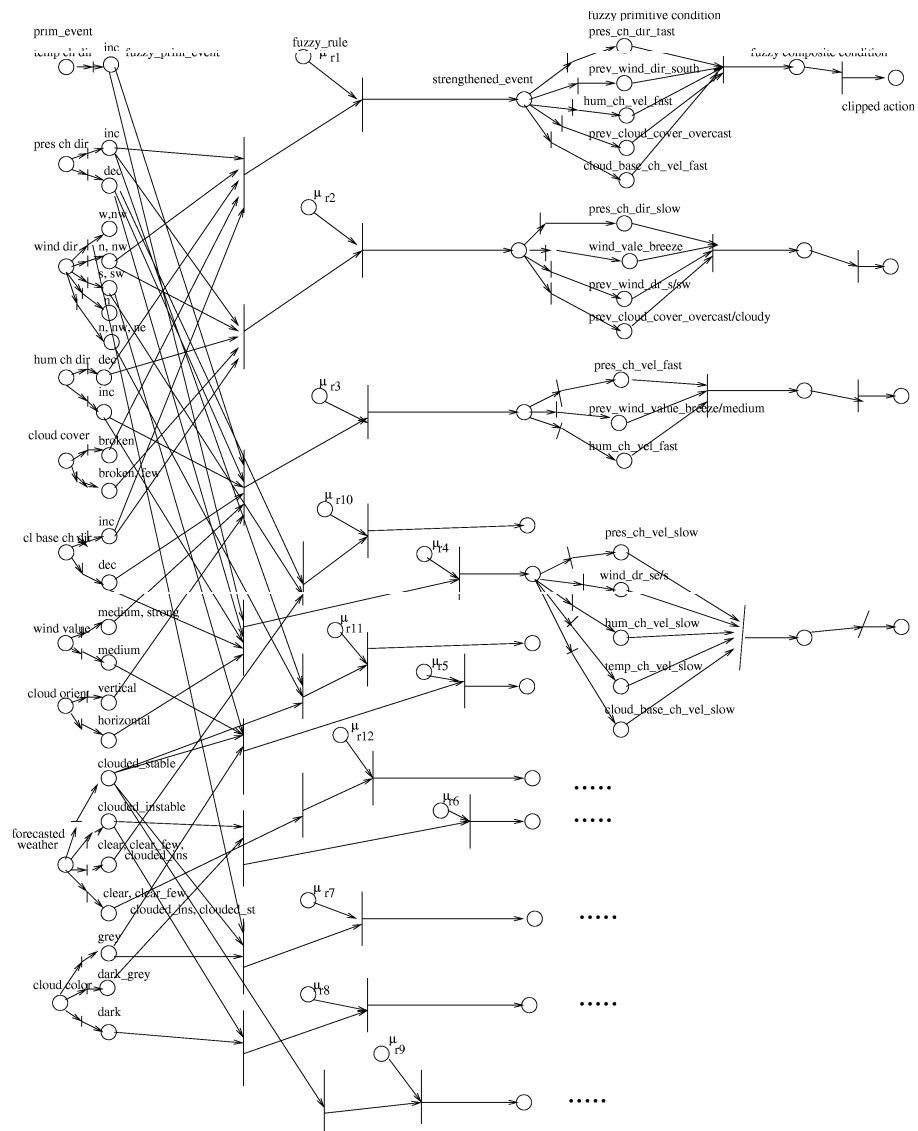 fuzzy primitive condition
prim_event
pres_ch_dir_fast
inc
temp ch dir
fuzzy_prim_event
fuzzy_rule
μ r1
fuzzy composite condition
prev_wind_dir_south
strengthened_event
hum_ch_vel_fast
clipped action
prev_cloud_cover_overcast
inc
pres ch dir
cloud_base_ch_vel_fast
dec
μ r2
w,nw
pres_ch_dir_slow
wind dir
n, nw
wind_vale_breeze
s, sw
prev_wind_dr_s/sw
n
prev_cloud_cover_overcast/cloudy
n, nw, ne
hum ch dir
dec
pres_ch_vel_fast
μ r3
inc
prev_wind_value_breeze/medium
cloud cover
broken
hum_ch_vel_fast
broken, few
μ r10
inc
cl base ch dir
pres_ch_vel_slow
μ r4
dec
wind_dr_se/s
medium, strong
wind value
μ r11
hum_ch_vel_slow
medium
μ r5
temp_ch_vel_slow
cloud orient
vertical
cloud_base_ch_vel_slow
horizontal
μ r12
clouded_stable
.....
clouded_instable
μ r6
.....
forecasted
weather
clear, clear_few,
clouded_ins
clear, clear_few,
clouded_ins, clouded_st
μ r7
.....
grey
cloud color
dark_grey
μ r8
.....
dark
μ r9
.....